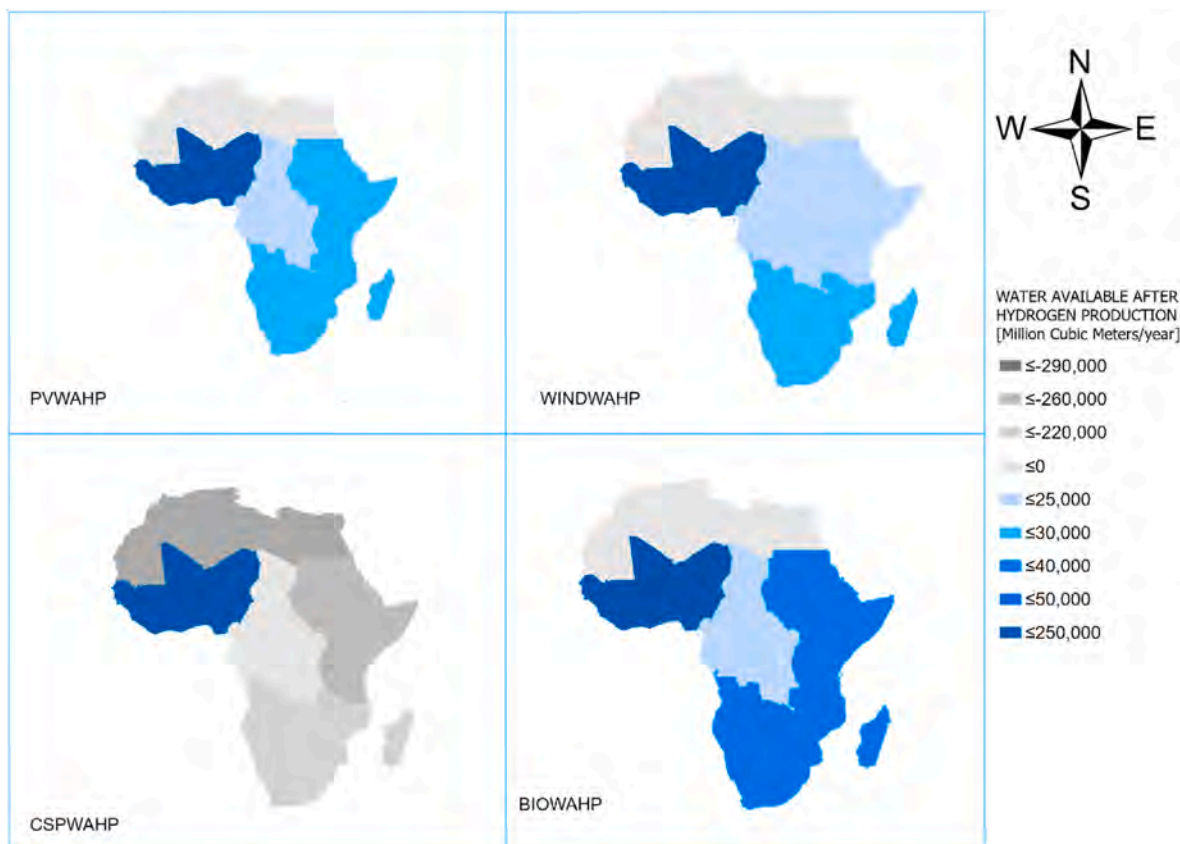 PVWAHP
WINDWAHP
CSPWAHP
BIOWAHP
N
W E
S
WATER AVAILABLE AFTER
HYDROGEN PRODUCTION
[Million Cubic Meters/year]
≤-290,000
≤-260,000
≤-220,000
≤0
≤25,000
≤30,000
≤40,000
≤50,000
≤250,000